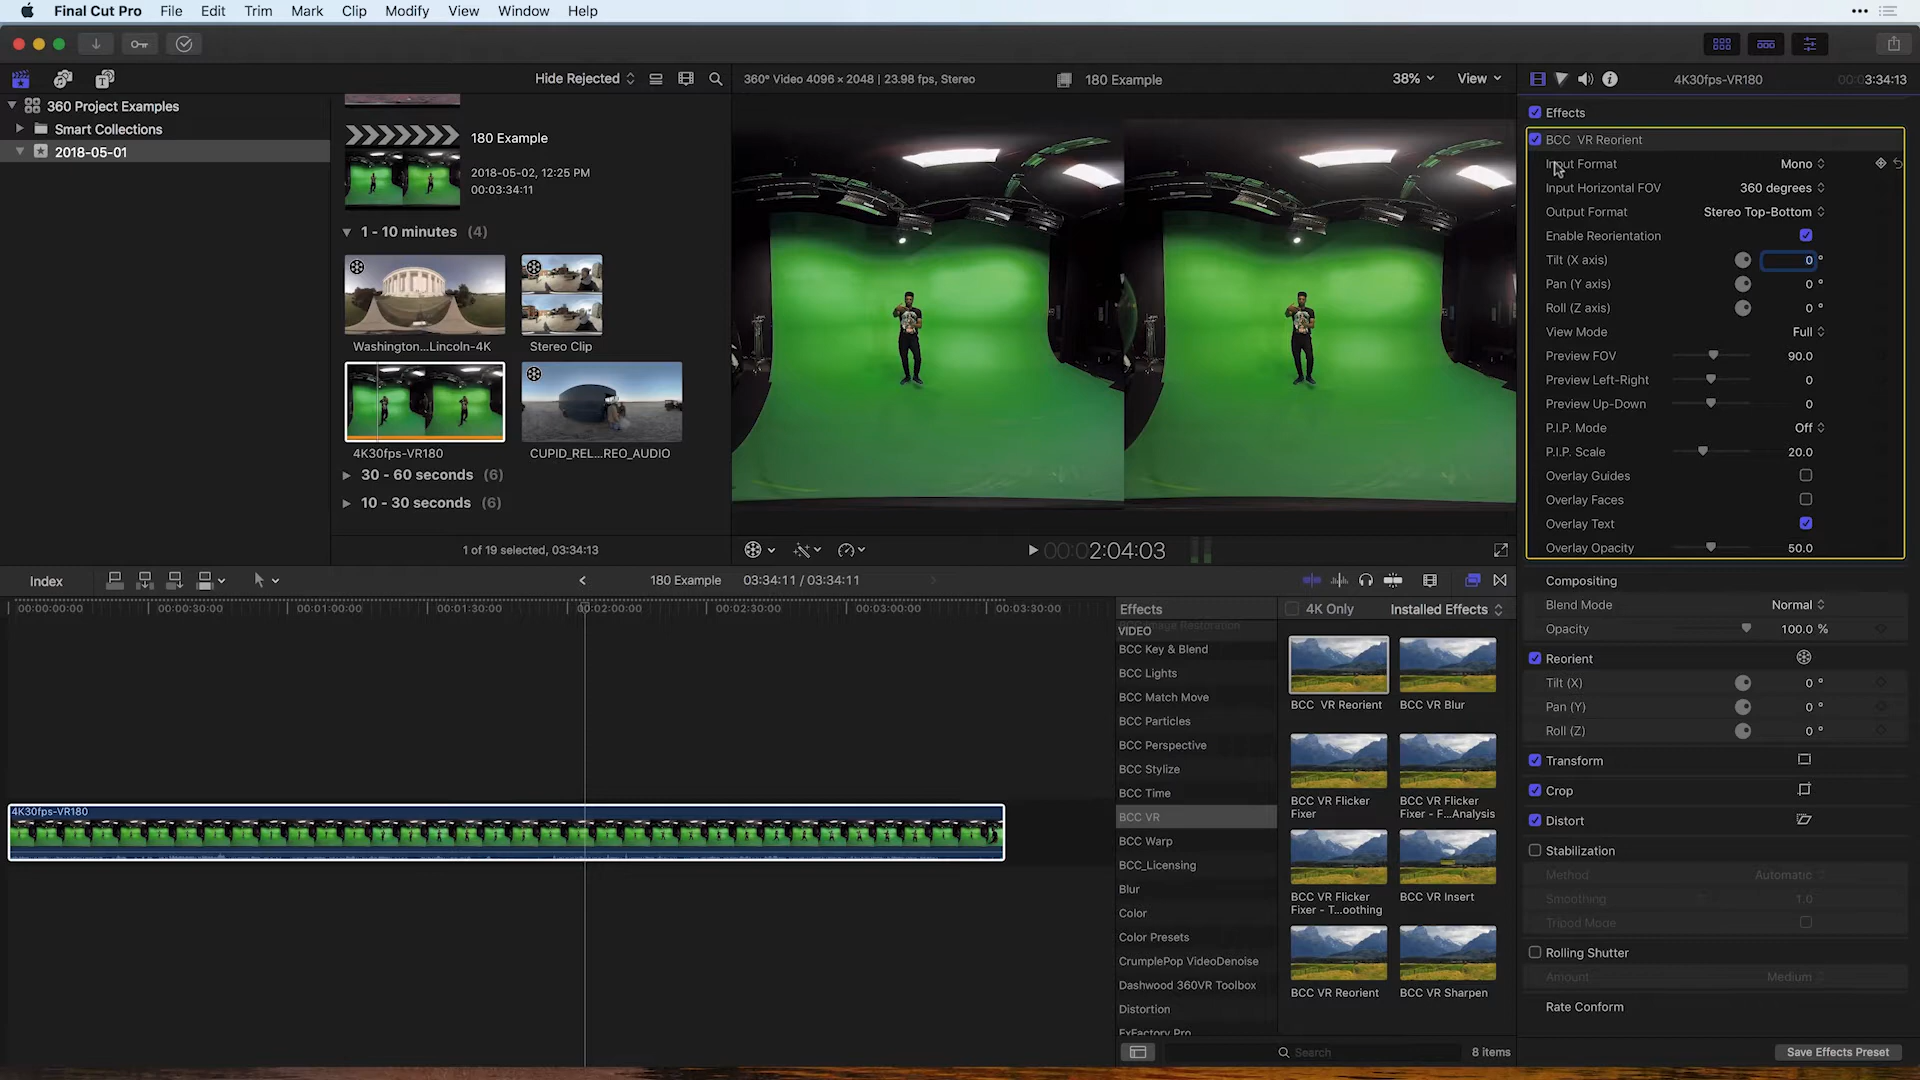 Final Cut Pro File Edit Trim Mark Clip Modify View Window Help
Hide Rejected
360° Video 4096 × 2048 | 23.98 fps, Stereo
180 Example
38%
View
4K30fps-VR180
3:34:13
360 Project Examples
Smart Collections
2018-05-01
180 Example
2018-05-02, 12:25 PM
00:03:34:11
1 - 10 minutes (4)
Washington...Lincoln-4K
Stereo Clip
4K30fps-VR180
CUPID_REL...REO_AUDIO
30 - 60 seconds (6)
10 - 30 seconds (6)
1 of 19 selected, 03:34:13
00:00:2:04:03
Effects
BCC VR Reorient
Input Format Mono
Input Horizontal FOV 360 degrees
Output Format Stereo Top-Bottom
Enable Reorientation
Tilt (X axis) 0 °
Pan (Y axis) 0 °
Roll (Z axis) 0 °
View Mode Full
Preview FOV 90.0
Preview Left-Right 0
Preview Up-Down 0
P.I.P. Mode Off
P.I.P. Scale 20.0
Overlay Guides
Overlay Faces
Overlay Text
Overlay Opacity 50.0
Compositing
Blend Mode Normal
Opacity 100.0 %
Reorient
Tilt (X) 0 °
Pan (Y) 0 °
Roll (Z) 0 °
Transform
Crop
Distort
Stabilization
Method Automatic
Smoothing 1.0
Tripod Mode
Rolling Shutter
Amount Medium
Rate Conform
Save Effects Preset
Index
180 Example 03:34:11 / 03:34:11
00:00:00:00 00:00:30:00 00:01:00:00 00:01:30:00 00:02:00:00 00:02:30:00 00:03:00:00 00:03:30:00
4K30fps-VR180
Effects
4K Only
Installed Effects
BCC Image Restoration
VIDEO
BCC Key & Blend
BCC Lights
BCC Match Move
BCC Particles
BCC Perspective
BCC Stylize
BCC Time
BCC VR
BCC Warp
BCC_Licensing
Blur
Color
Color Presets
CrumplePop VideoDenoise
Dashwood 360VR Toolbox
Distortion
FxFactory Pro
BCC VR Reorient
BCC VR Blur
BCC VR Flicker
Fixer
BCC VR Flicker
Fixer - F...Analysis
BCC VR Flicker
Fixer - T...oothing
BCC VR Insert
BCC VR Reorient
BCC VR Sharpen
Search
8 items